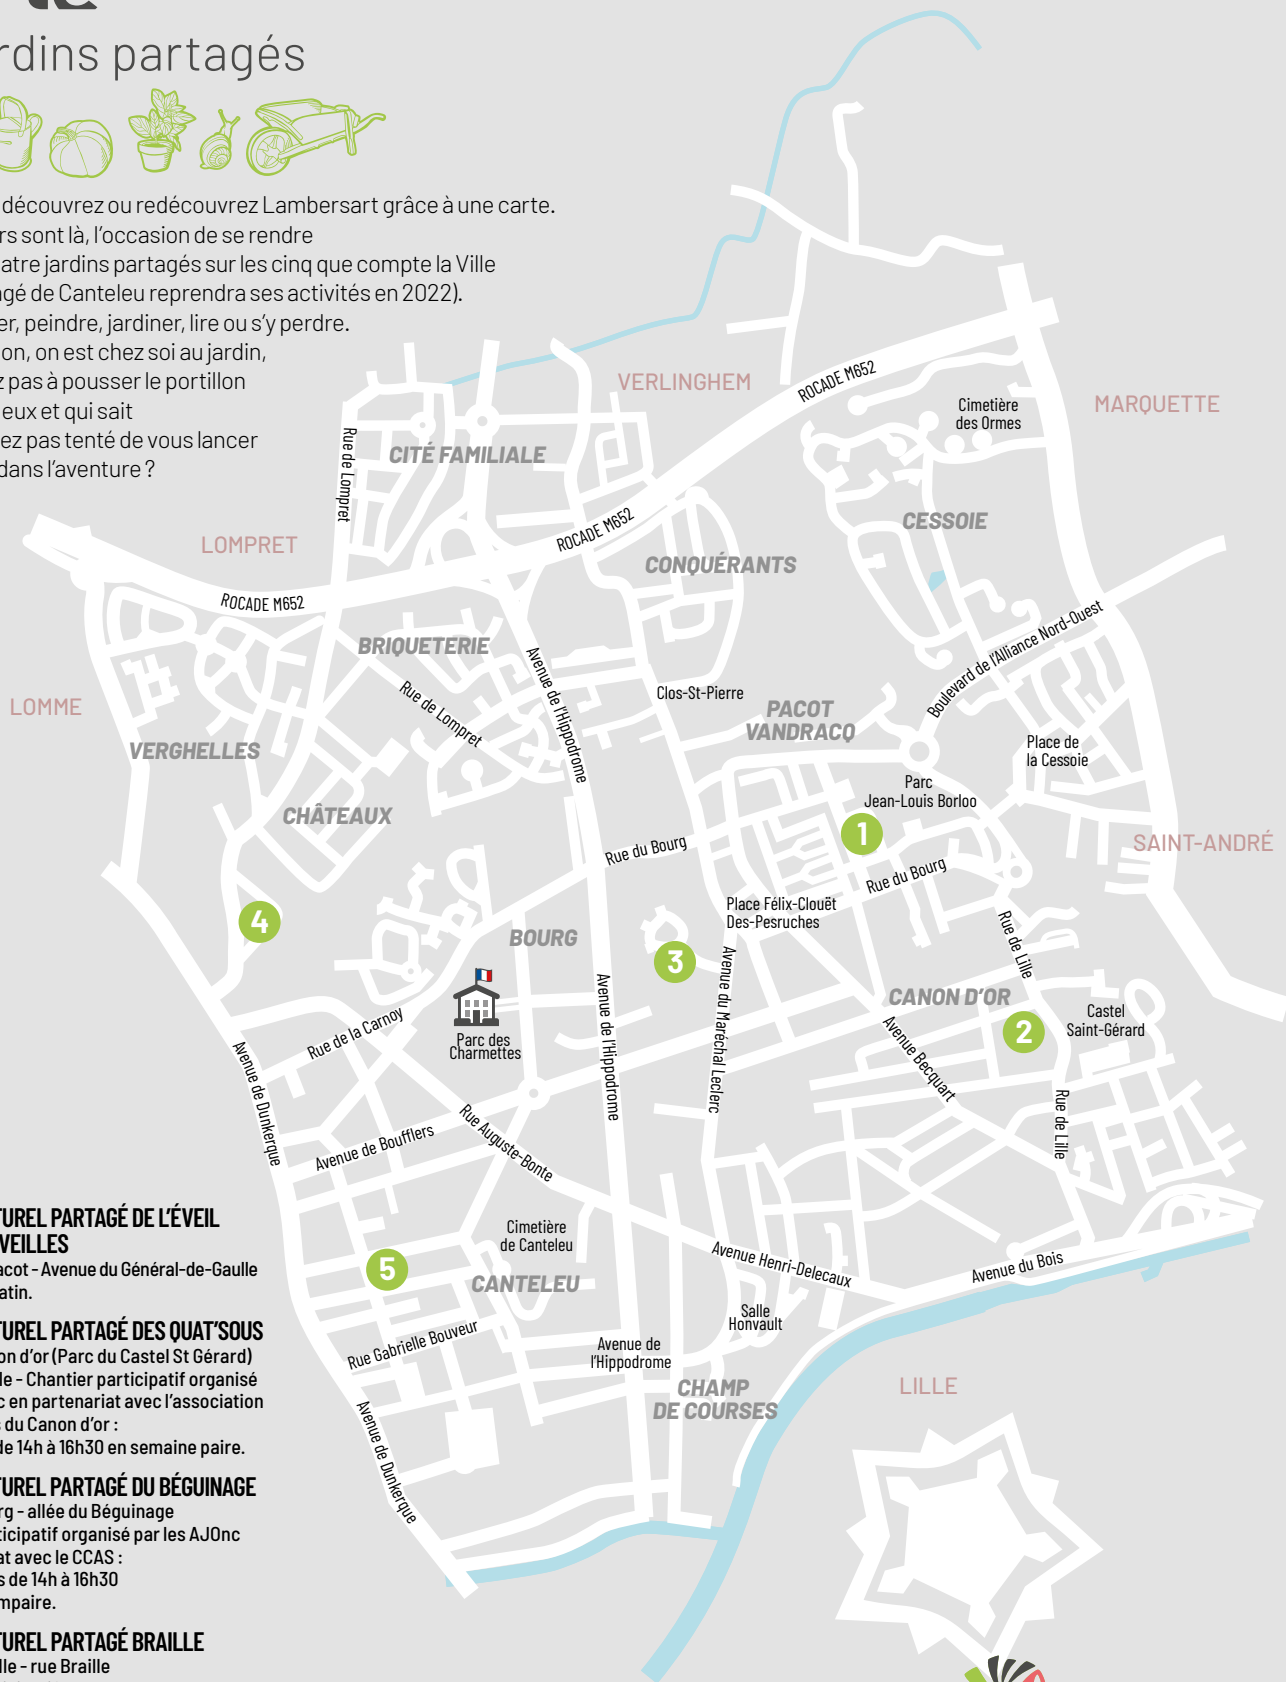 rdins partagés
découvrez ou redécouvrez Lambersart grâce à une carte.
rs sont là, l'occasion de se rendre
atre jardins partagés sur les cinq que compte la Ville
agé de Canteleu reprendra ses activités en 2022).
er, peindre, jardiner, lire ou s'y perdre.
on, on est chez soi au jardin,
z pas à pousser le portillon
eux et qui sait
ez pas tenté de vous lancer
dans l'aventure ?
VERLINGHEM
ROCADE M652
Cimetière
des Ormes
MARQUETTE
Rue de Lompret
CITÉ FAMILIALE
CESSOIE
ROCADE M652
LOMPRET
CONQUÉRANTS
ROCADE M652
Boulevard de l'Alliance Nord-Ouest
BRIQUETERIE
Avenue de l'Hippodrome
Rue de Lompret
Clos-St-Pierre
LOMME
PACOT
VANDRACQ
VERGHELLES
Place de
la Cessoie
Parc
Jean-Louis Borloo
CHÂTEAUX
1
SAINT-ANDRÉ
Rue du Bourg
Rue du Bourg
Place Félix-Clouët
Des-Pesruches
4
BOURG
3
Rue de Lille
Avenue de l'Hippodrome
Avenue du Maréchal Leclerc
CANON D'OR
2
Castel
Saint-Gérard
Rue de la Carnoy
Parc des
Charmettes
Avenue Becquart
Avenue de Dunkerque
Rue Auguste-Bonte
Rue de Lille
Avenue de Boufflers
Cimetière
de Canteleu
5
Avenue Henri-Delecaux
Avenue du Bois
CANTELEU
Salle
Honvault
Rue Gabrielle Bouveur
Avenue de
l'Hippodrome
CHAMP
DE COURSES
LILLE
Avenue de Dunkerque
TUREL PARTAGÉ DE L'ÉVEIL
VEILLES
acot - Avenue du Général-de-Gaulle
atin.
TUREL PARTAGÉ DES QUAT'SOUS
on d'or (Parc du Castel St Gérard)
le - Chantier participatif organisé
c en partenariat avec l'association
s du Canon d'or :
de 14h à 16h30 en semaine paire.
TUREL PARTAGÉ DU BÉGUINAGE
rg - allée du Béguinage
ticipatif organisé par les AJOnc
at avec le CCAS :
s de 14h à 16h30
mpaire.
TUREL PARTAGÉ BRAILLE
lle - rue Braille